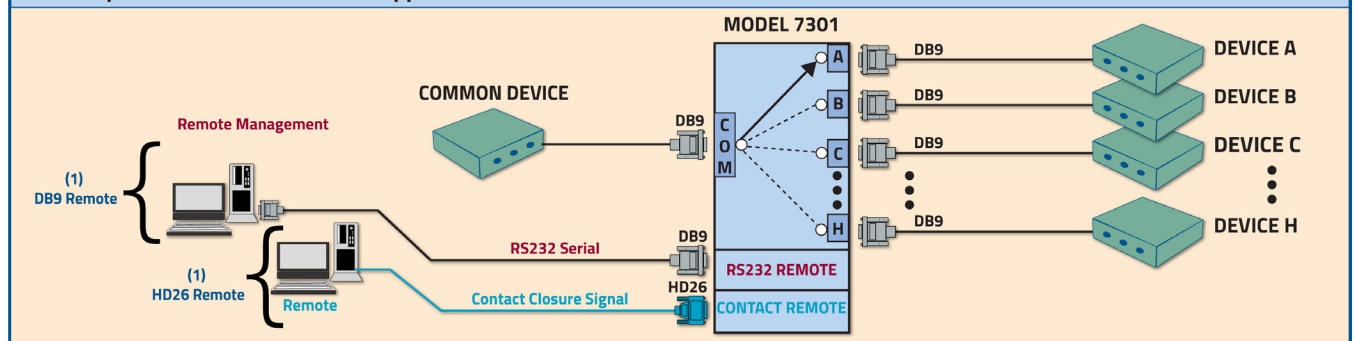 MODEL 7301
COMMON DEVICE
Remote Management
(1)
DB9 Remote
(1)
HD26 Remote
Remote
RS232 Serial
Contact Closure Signal
DB9
DB9
HD26
COM
A
B
C
H
RS232 REMOTE
CONTACT REMOTE
DB9
DEVICE A
DB9
DEVICE B
DB9
DEVICE C
DB9
DEVICE H